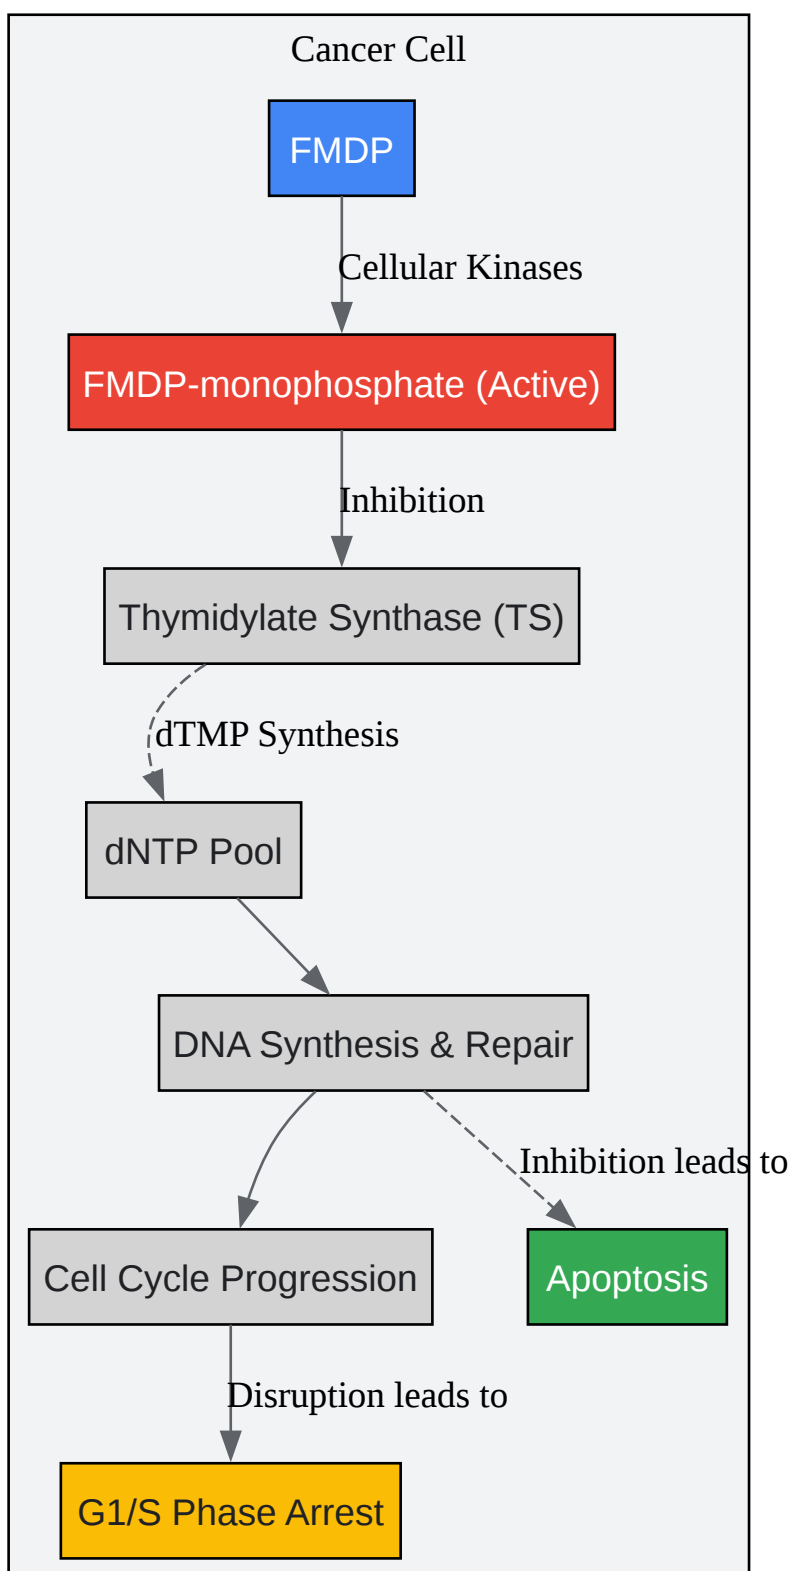 Cancer Cell
FMDP
Cellular Kinases
FMDP-monophosphate (Active)
Inhibition
Thymidylate Synthase (TS)
dTMP Synthesis
dNTP Pool
DNA Synthesis & Repair
Inhibition leads to
Cell Cycle Progression
Apoptosis
Disruption leads to
G1/S Phase Arrest